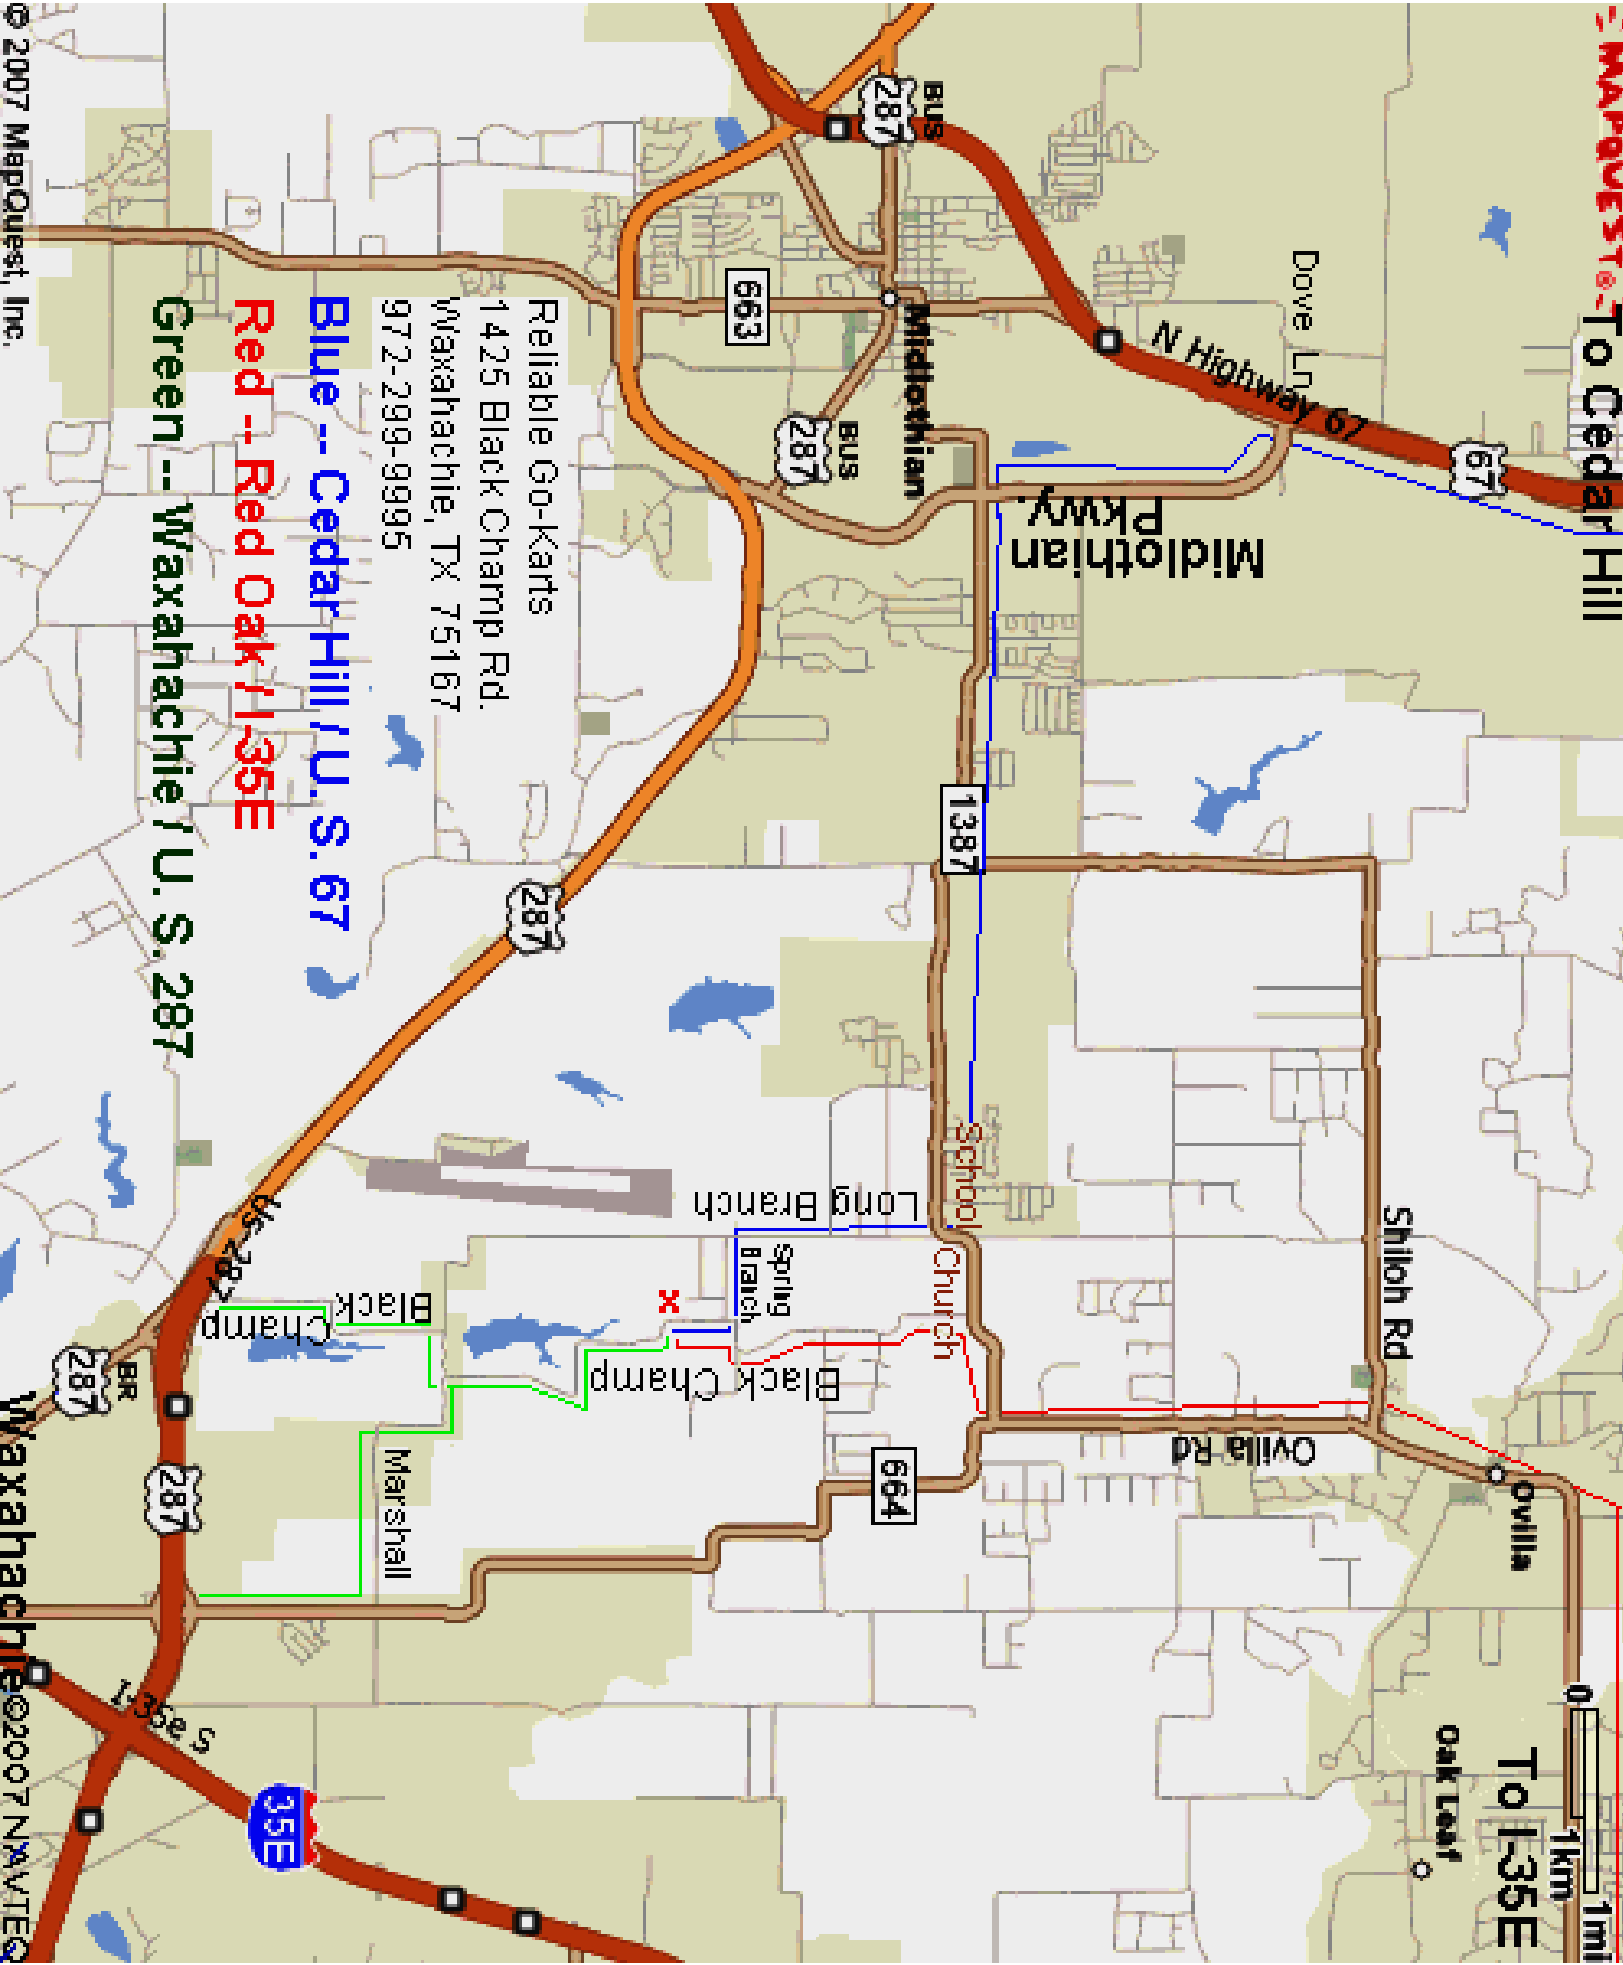 MAPQUEST®
To Cedar Hill
67
N Highway 67
Dove Ln
BUS
287
Midlothian
663
BUS
287
Midlothian
Pkwy.
1387
287
Reliable Go-Karts
1425 Black Champ Rd.
Waxahachie, TX 75167
972-299-9995
Blue -- Cedar Hill / U. S. 67
Red -- Red Oak / I-35E
Green -- Waxahachie / U. S. 287
School
Church
Long Branch
Spring
Branch
x
Black Champ
Black
Champ
Marshall
Us-287
BR
287
287
Waxahachie
I-35e S
35E
664
Ovilla Rd
Shiloh Rd
Ovilla
Oak Leaf
To I-35E
0
1km
1mi
© 2007 MapQuest, Inc.
©2007 NAVTEQ